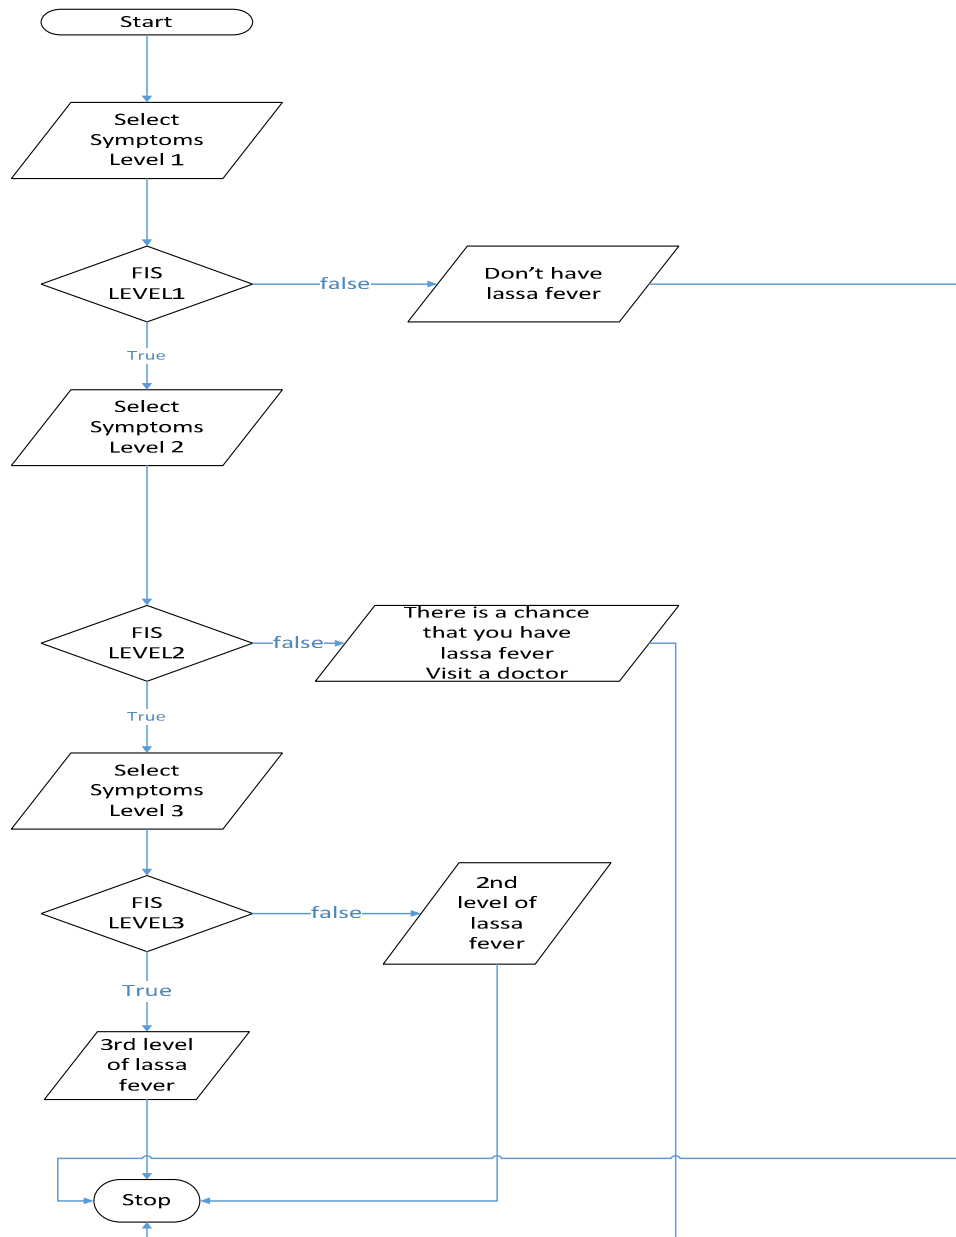 Start
Select
Symptoms
Level 1
FIS
LEVEL1
false
Don't have
lassa fever
True
Select
Symptoms
Level 2
FIS
LEVEL2
false
There is a chance
that you have
lassa fever
Visit a doctor
True
Select
Symptoms
Level 3
FIS
LEVEL3
false
2nd
level of
lassa
fever
True
3rd level
of lassa
fever
Stop